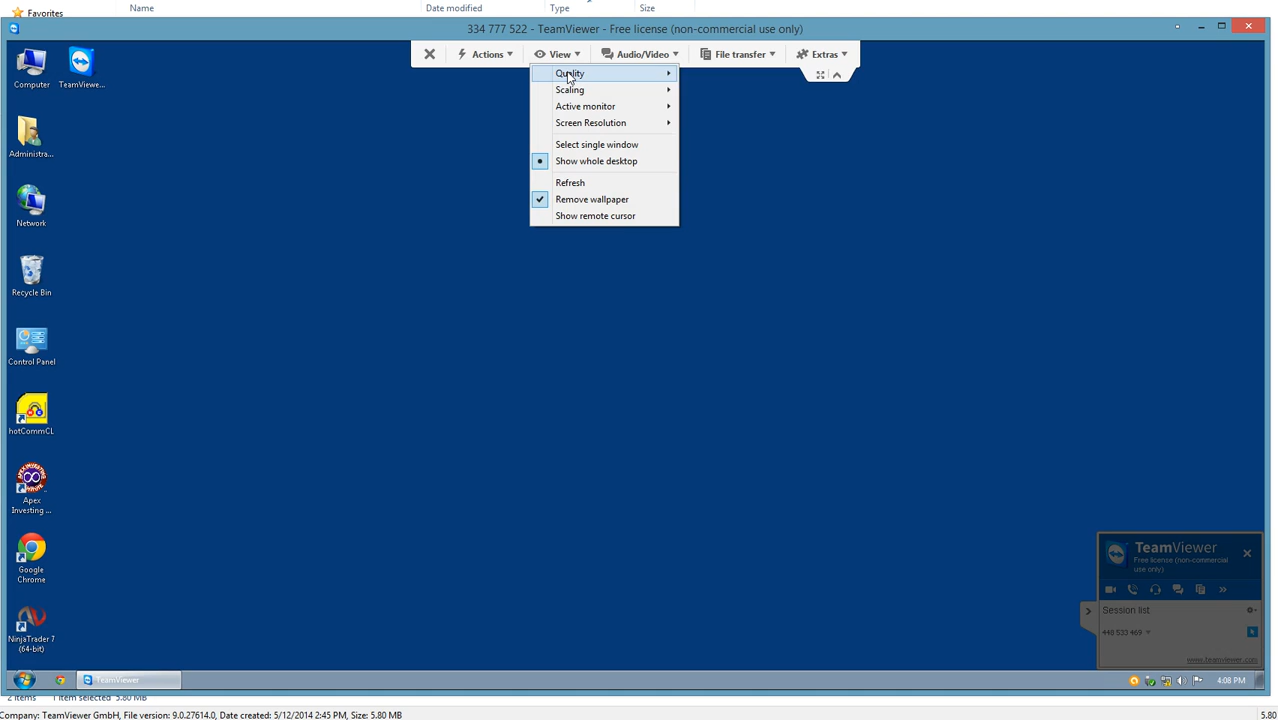 Favorites
Date modified
Type
Size
334 777 522 - TeamViewer - Free license (non-commercial use only)
Actions
View
Audio/Video
File transfer
Extras
Quality
Scaling
Active monitor
Screen Resolution
Select single window
Show whole desktop
Refresh
Remove wallpaper
Show remote cursor
Computer
TeamViewe...
Administra...
Network
Recycle Bin
Control Panel
hotCommCL
Apex
Investing ...
Google
Chrome
NinjaTrader 7
(64-bit)
TeamViewer
Free license (non-commercial
use only)
Session list
448 533 469
www.teamviewer.com
TeamViewer
4:08 PM
2 items
1 item selected 5.80 MB
Company: TeamViewer GmbH, File version: 9.0.27614.0, Date created: 5/12/2014 2:45 PM, Size: 5.80 MB
5.80